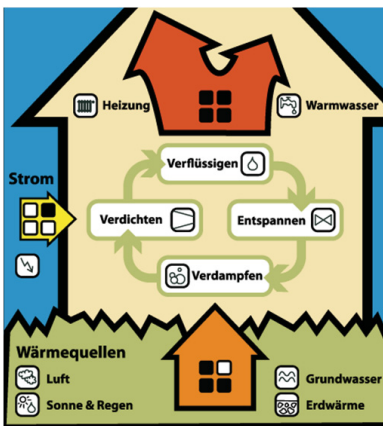 Heizung
Warmwasser
Verflüssigen
Strom
Verdichten
Entspannen
Verdampfen
Wärmequellen
Luft
Grundwasser
Sonne & Regen
Erdwärme